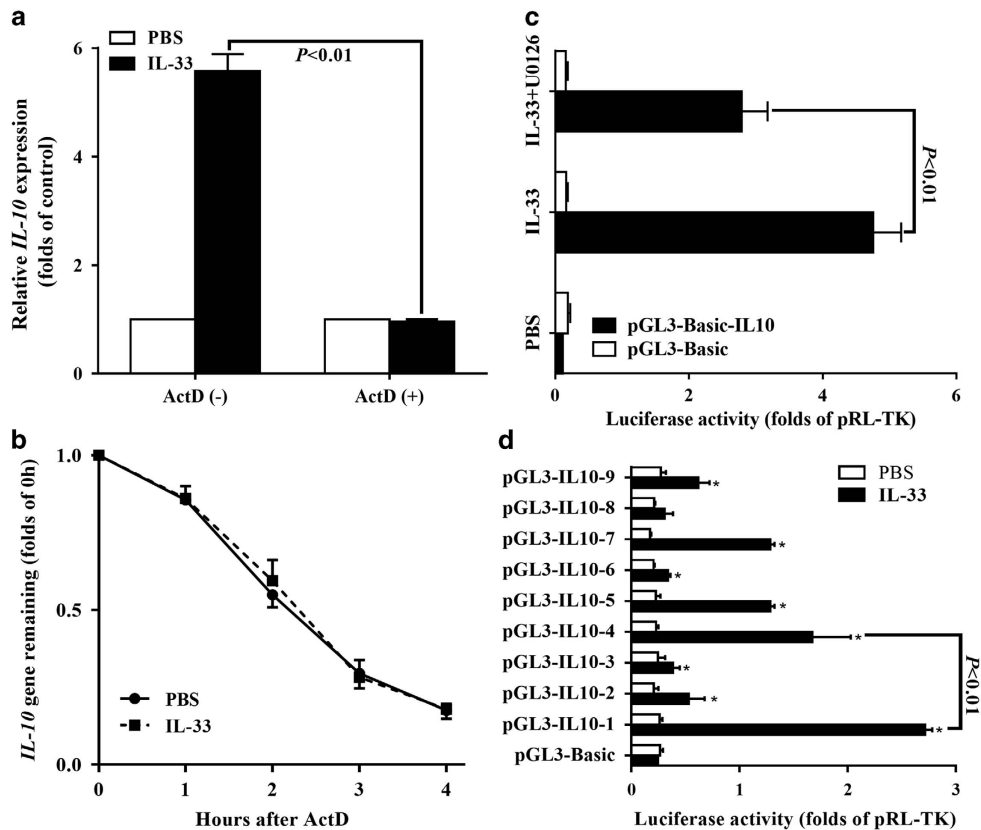 a
PBS
IL-33
P<0.01
Relative IL-10 expression
(folds of control)
6
4
2
1
0
ActD (-)
ActD (+)
b
IL-10 gene remaining (folds of 0h)
1.0
0.5
0.0
PBS
IL-33
0
1
2
3
4
Hours after ActD
c
IL-33+U0126
IL-33
PBS
P<0.01
pGL3-Basic-IL10
pGL3-Basic
0
2
4
6
Luciferase activity (folds of pRL-TK)
d
PBS
IL-33
pGL3-IL10-9
*
pGL3-IL10-8
pGL3-IL10-7
*
pGL3-IL10-6
*
pGL3-IL10-5
*
pGL3-IL10-4
*
pGL3-IL10-3
*
pGL3-IL10-2
*
pGL3-IL10-1
*
pGL3-Basic
P<0.01
0
1
2
3
Luciferase activity (folds of pRL-TK)